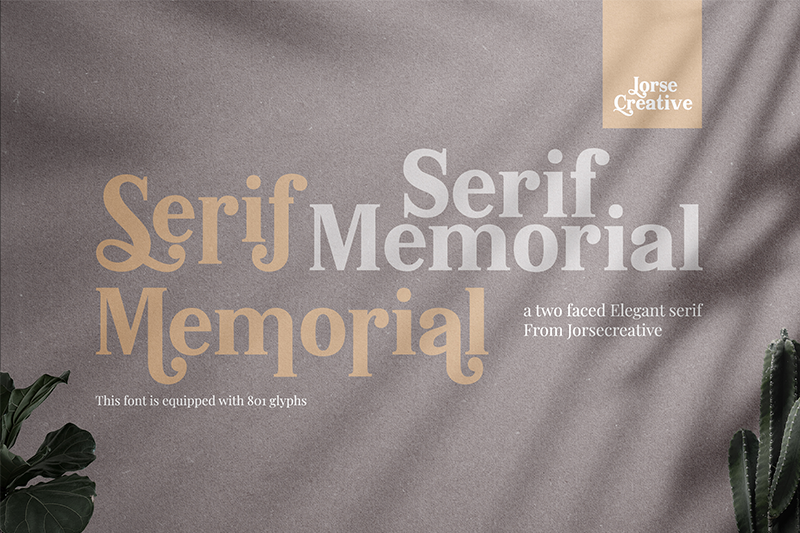 Jorse
Creative
Serif
Memorial
Serif
Memorial
a two faced Elegant serif
From Jorsecreative
This font is equipped with 801 glyphs